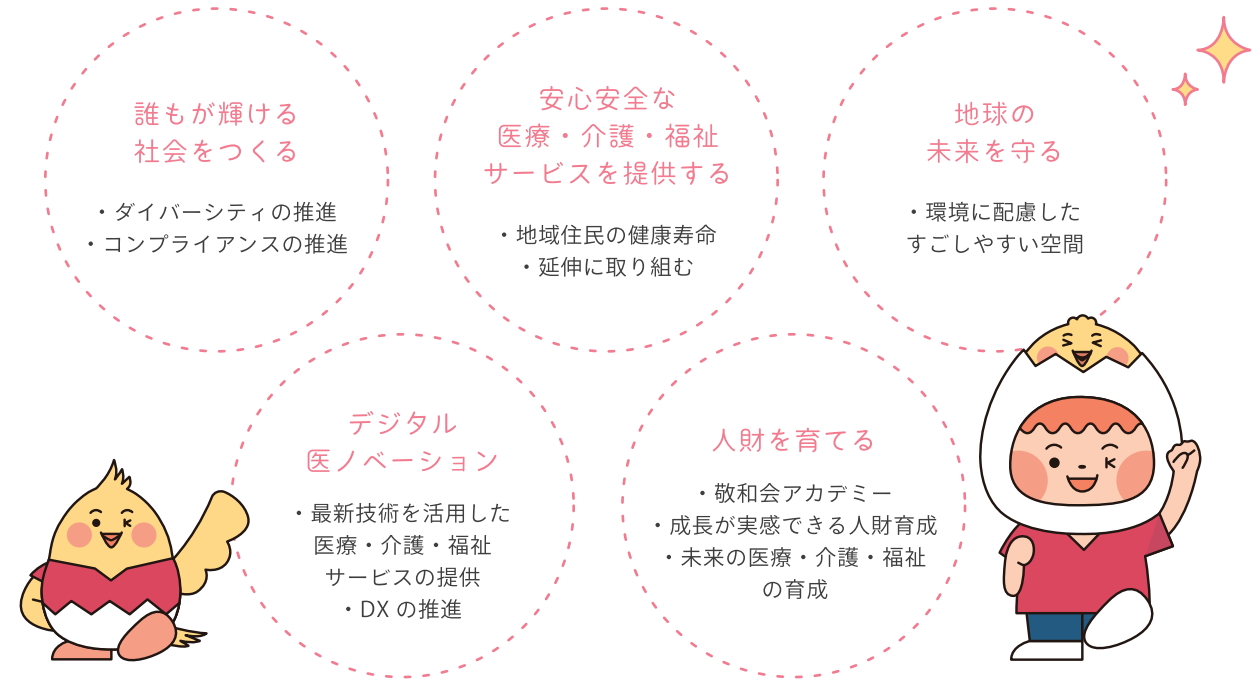 誰もが輝ける
社会をつくる
・ダイバーシティの推進
・コンプライアンスの推進
安心安全な
医療・介護・福祉
サービスを提供する
・地域住民の健康寿命
・延伸に取り組む
地球の
未来を守る
・環境に配慮した
すごしやすい空間
デジタル
医ノベーション
・最新技術を活用した
医療・介護・福祉
サービスの提供
・DX の推進
人財を育てる
・敬和会アカデミー
・成長が実感できる人財育成
・未来の医療・介護・福祉
の育成